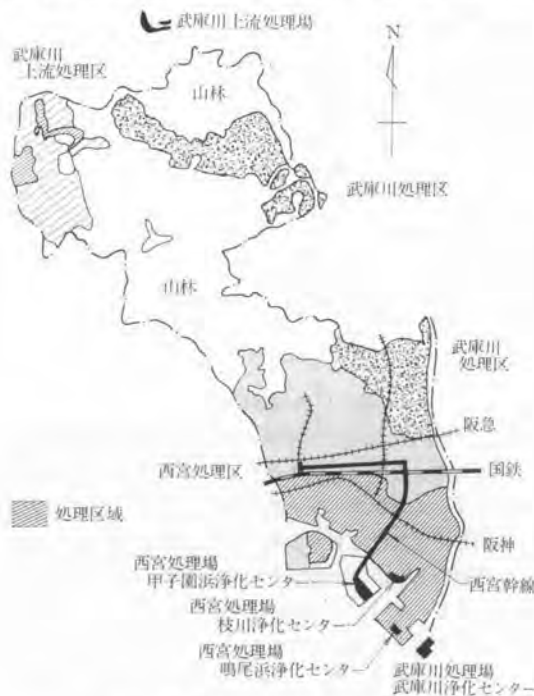 武庫川上流処理場
N
武庫川
上流処理区
山林
武庫川処理区
山林
武庫川
処理区
阪急
西宮処理区
国鉄
処理区域
阪神
西宮処理場
甲子園浜浄化センター
西宮幹線
西宮処理場
枝川浄化センター
西宮処理場
鳴尾浜浄化センター
武庫川処理場
武庫川浄化センター